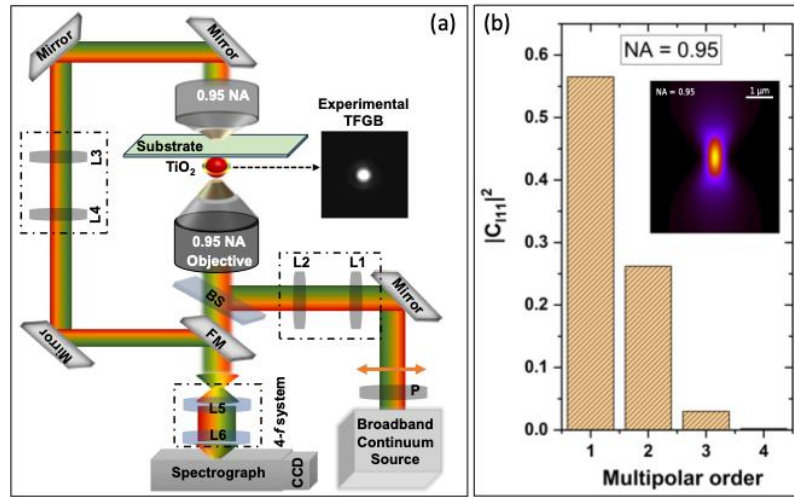 (a)
Mirror
Mirror
0.95 NA
Experimental
TFGB
Substrate
TiO2
L3
L4
0.95 NA
Objective
L2
L1
BS
Mirror
Mirror
FM
P
L5
L6
4-f system
Broadband
Continuum
Source
Spectrograph
CCD
(b)
NA = 0.95
NA = 0.95
1 µm
|Cl11|2
0.6
0.5
0.4
0.3
0.2
0.1
0.0
1 2 3 4
Multipolar order